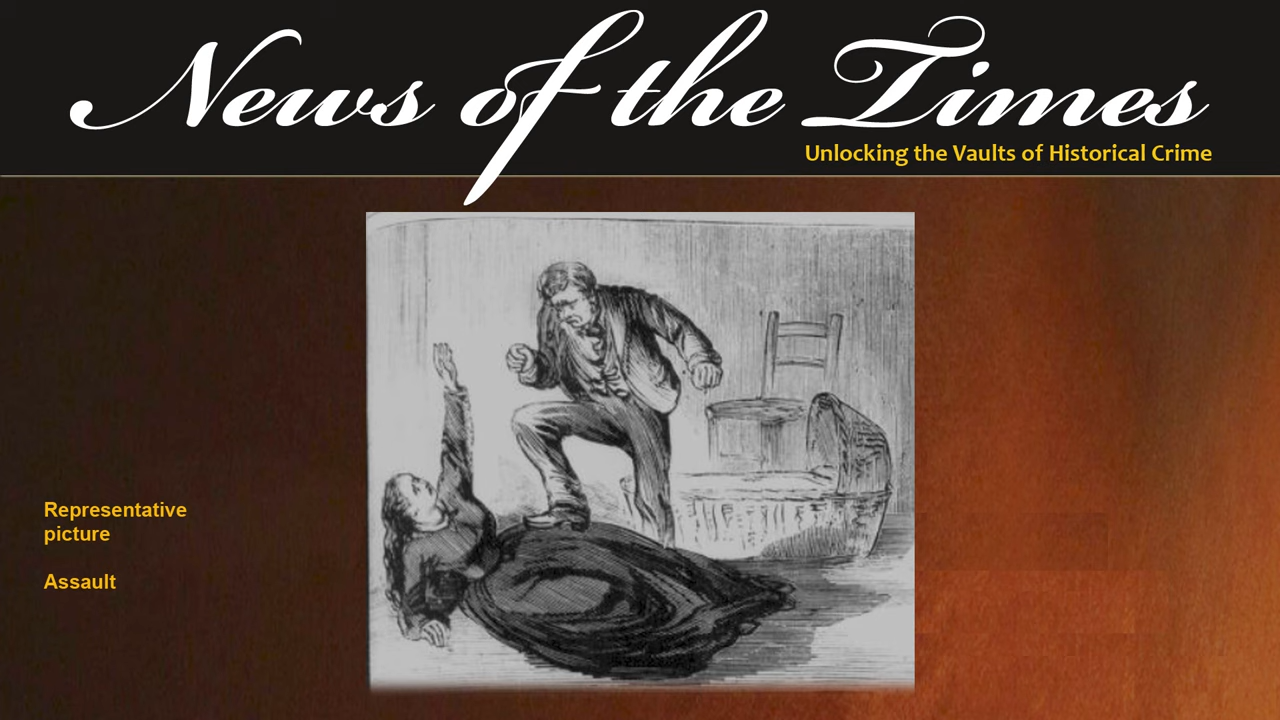 News of the Times
Unlocking the Vaults of Historical Crime
Representative
picture
Assault